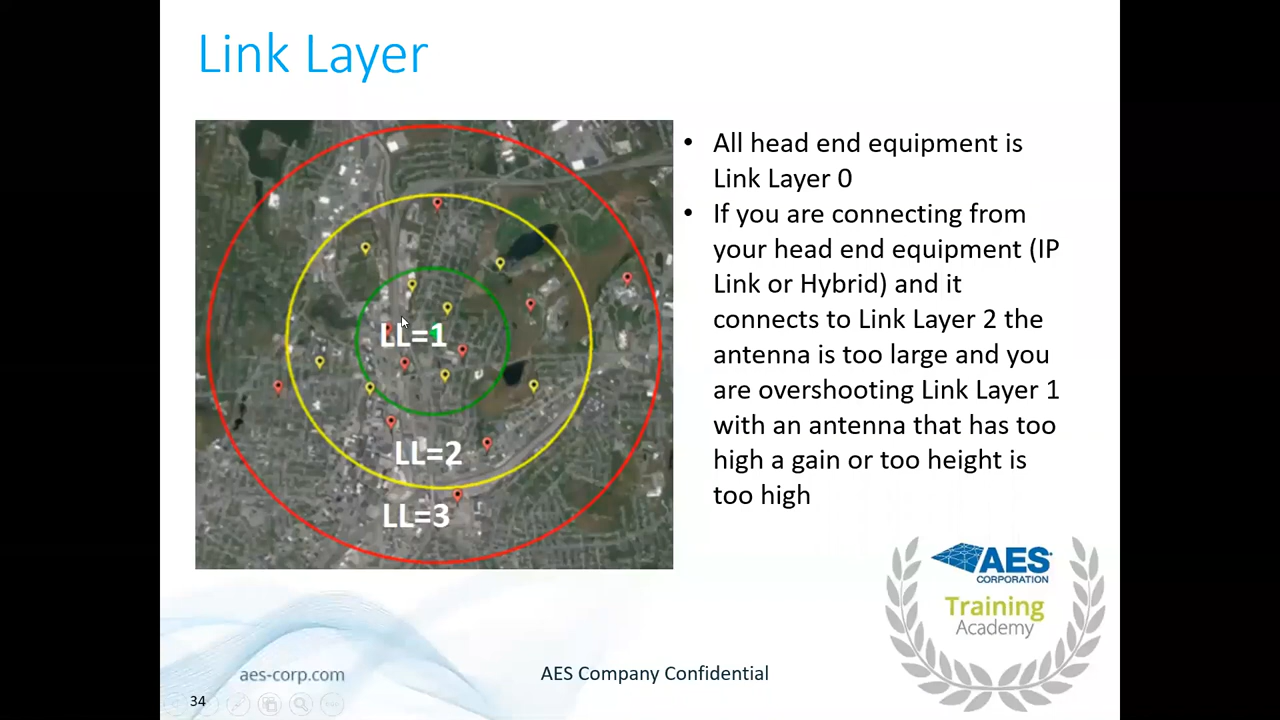 Link Layer
LL=1
LL=2
LL=3
• All head end equipment is
Link Layer 0
• If you are connecting from
your head end equipment (IP
Link or Hybrid) and it
connects to Link Layer 2 the
antenna is too large and you
are overshooting Link Layer 1
with an antenna that has too
high a gain or too height is
too high
AES
CORPORATION
Training
Academy
aes-corp.com
AES Company Confidential
34